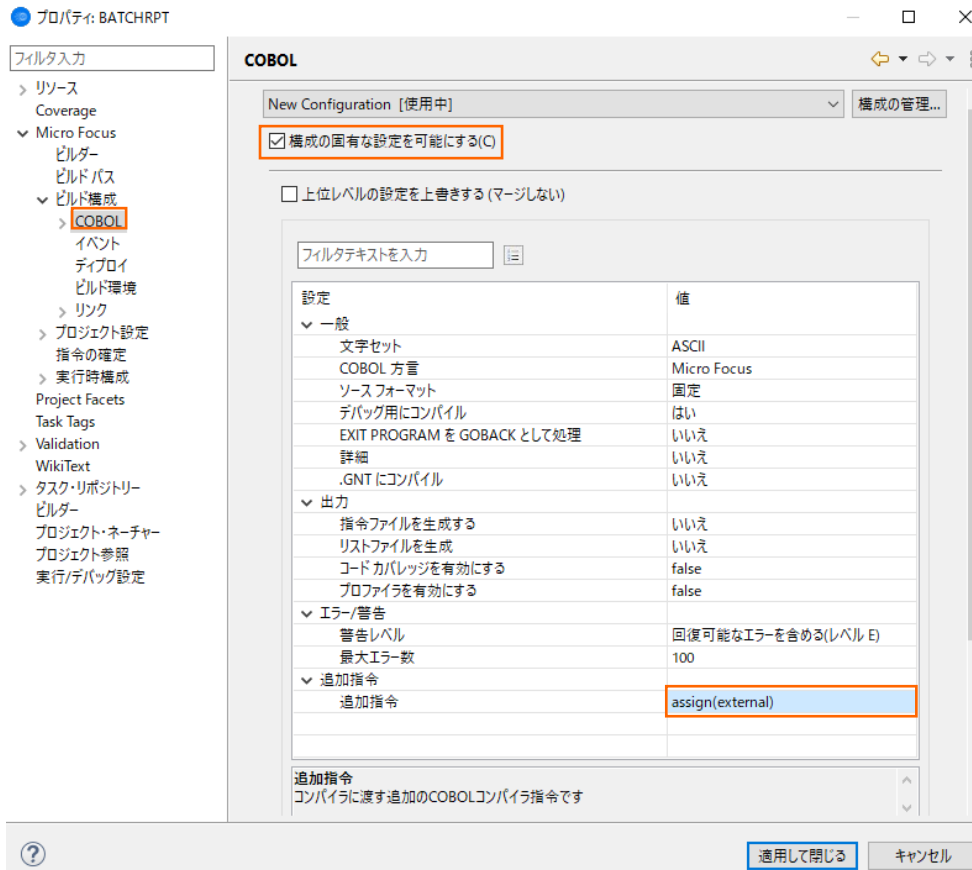 プロパティ: BATCHRPT
フィルタ入力
リソース
Coverage
Micro Focus
ビルダー
ビルド パス
ビルド構成
COBOL
イベント
ディプロイ
ビルド環境
リンク
プロジェクト設定
指令の確定
実行時構成
Project Facets
Task Tags
Validation
WikiText
タスク・リポジトリー
ビルダー
プロジェクト・ネーチャー
プロジェクト参照
実行/デバッグ設定
COBOL
New Configuration [使用中]
構成の管理...
構成の固有な設定を可能にする(C)
上位レベルの設定を上書きする (マージしない)
フィルタテキストを入力
設定 値
一般
文字セット ASCII
COBOL 方言 Micro Focus
ソース フォーマット 固定
デバッグ用にコンパイル はい
EXIT PROGRAM を GOBACK として処理 いいえ
詳細 いいえ
.GNT にコンパイル いいえ
出力
指令ファイルを生成する いいえ
リストファイルを生成 いいえ
コード カバレッジを有効にする false
プロファイラを有効にする false
エラー/警告
警告レベル 回復可能なエラーを含める(レベル E)
最大エラー数 100
追加指令
追加指令 assign(external)
追加指令
コンパイラに渡す追加のCOBOLコンパイラ指令です
適用して閉じる
キャンセル